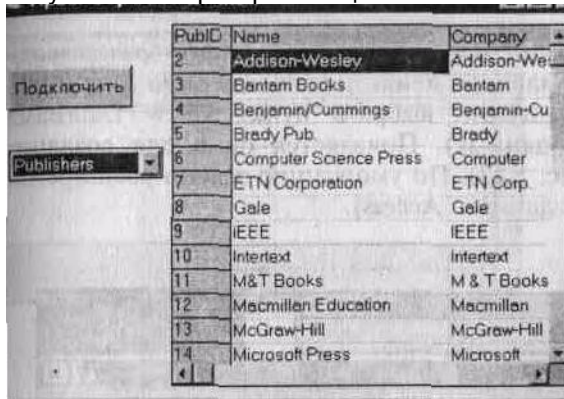 PubID Name Company
2 Addison-Wesley Addison-Wes
Подключить
3 Bantam Books Bantam
4 Benjamin/Cummings Benjamin-Cu
5 Brady Pub. Brady
Publishers
6 Computer Science Press Computer
7 ETN Corporation ETN Corp.
8 Gale Gale
9 IEEE IEEE
10 Intertext Intertext
11 M&T Books M & T Books
12 Macmillan Education Macmillan
13 McGraw-Hill McGraw-Hill
14 Microsoft Press Microsoft